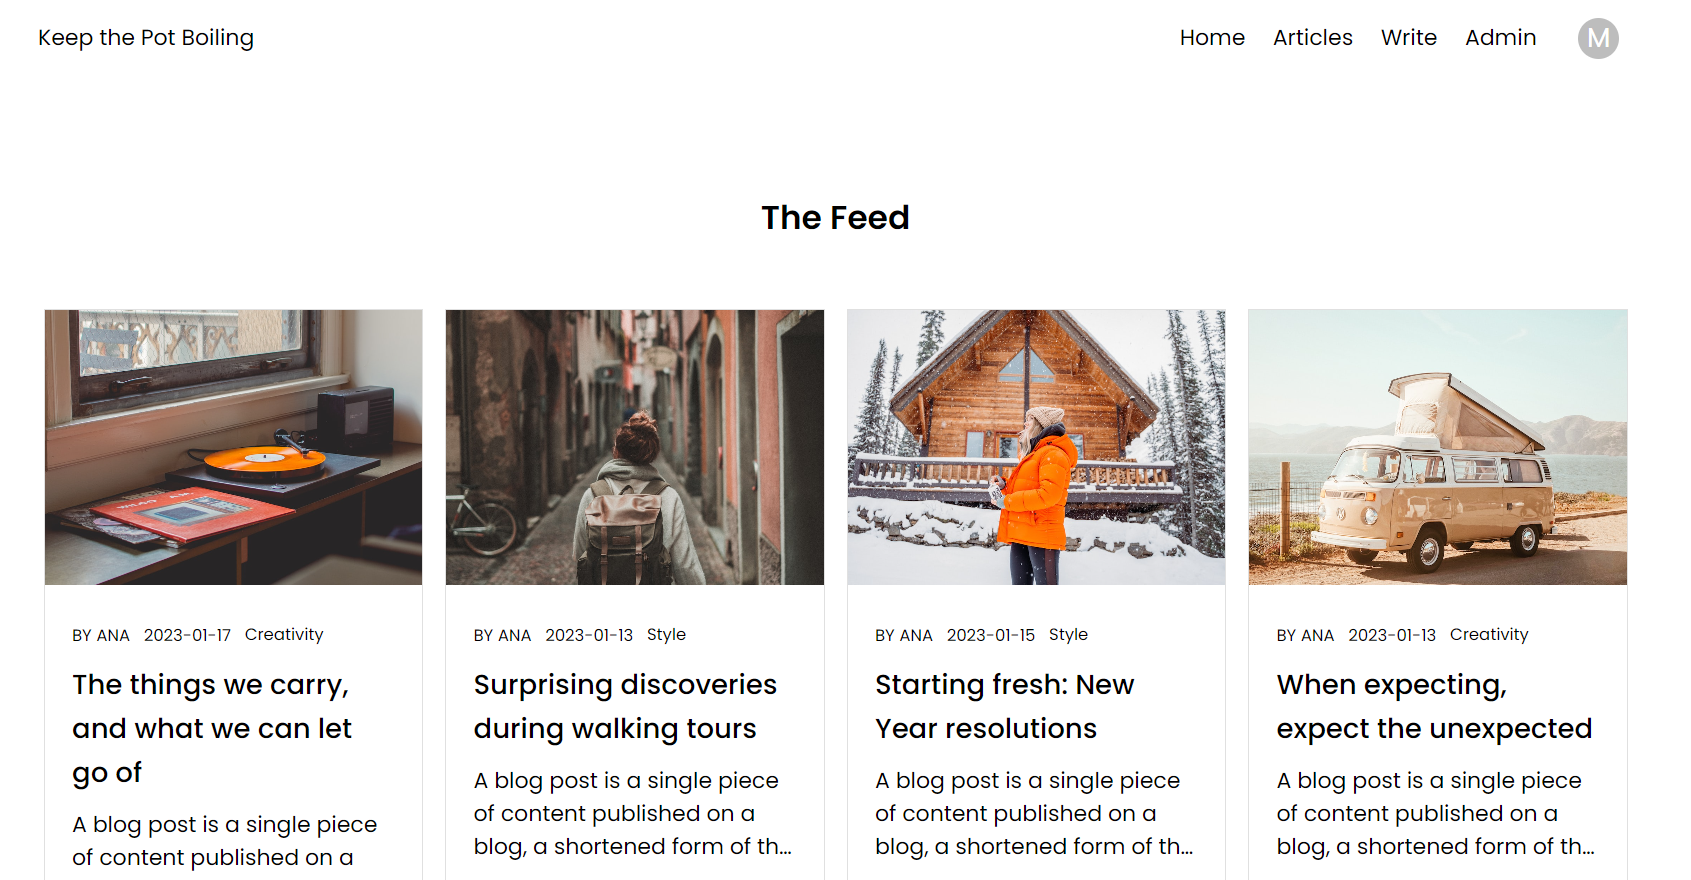 Keep the Pot Boiling
Home Articles Write Admin M
The Feed
BY ANA 2023-01-17 Creativity
The things we carry,
and what we can let
go of
A blog post is a single piece
of content published on a
BY ANA 2023-01-13 Style
Surprising discoveries
during walking tours
A blog post is a single piece
of content published on a
blog, a shortened form of th...
BY ANA 2023-01-15 Style
Starting fresh: New
Year resolutions
A blog post is a single piece
of content published on a
blog, a shortened form of th...
BY ANA 2023-01-13 Creativity
When expecting,
expect the unexpected
A blog post is a single piece
of content published on a
blog, a shortened form of th...